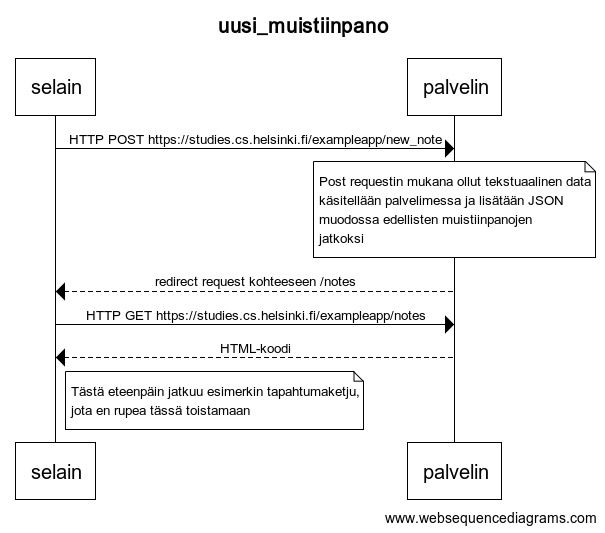 uusi_muistiinpano
selain
palvelin
HTTP POST https://studies.cs.helsinki.fi/exampleapp/new_note
Post requestin mukana ollut tekstuaalinen data
käsitellään palvelimessa ja lisätään JSON
muodossa edellisten muistiinpanojen
jatkoksi
redirect request kohteeseen /notes
HTTP GET https://studies.cs.helsinki.fi/exampleapp/notes
HTML-koodi
Tästä eteenpäin jatkuu esimerkin tapahtumaketju,
jota en rupea tässä toistamaan
selain
palvelin
www.websequencediagrams.com